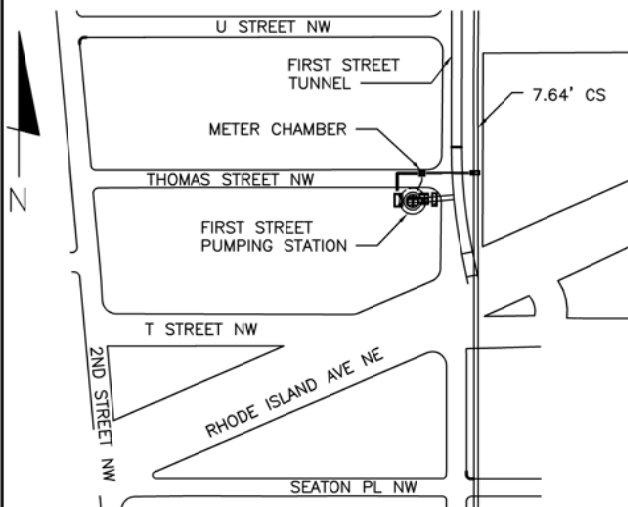 U STREET NW
FIRST STREET
TUNNEL
7.64' CS
METER CHAMBER
THOMAS STREET NW
N
FIRST STREET
PUMPING STATION
T STREET NW
2ND STREET NW
RHODE ISLAND AVE NE
SEATON PL NW